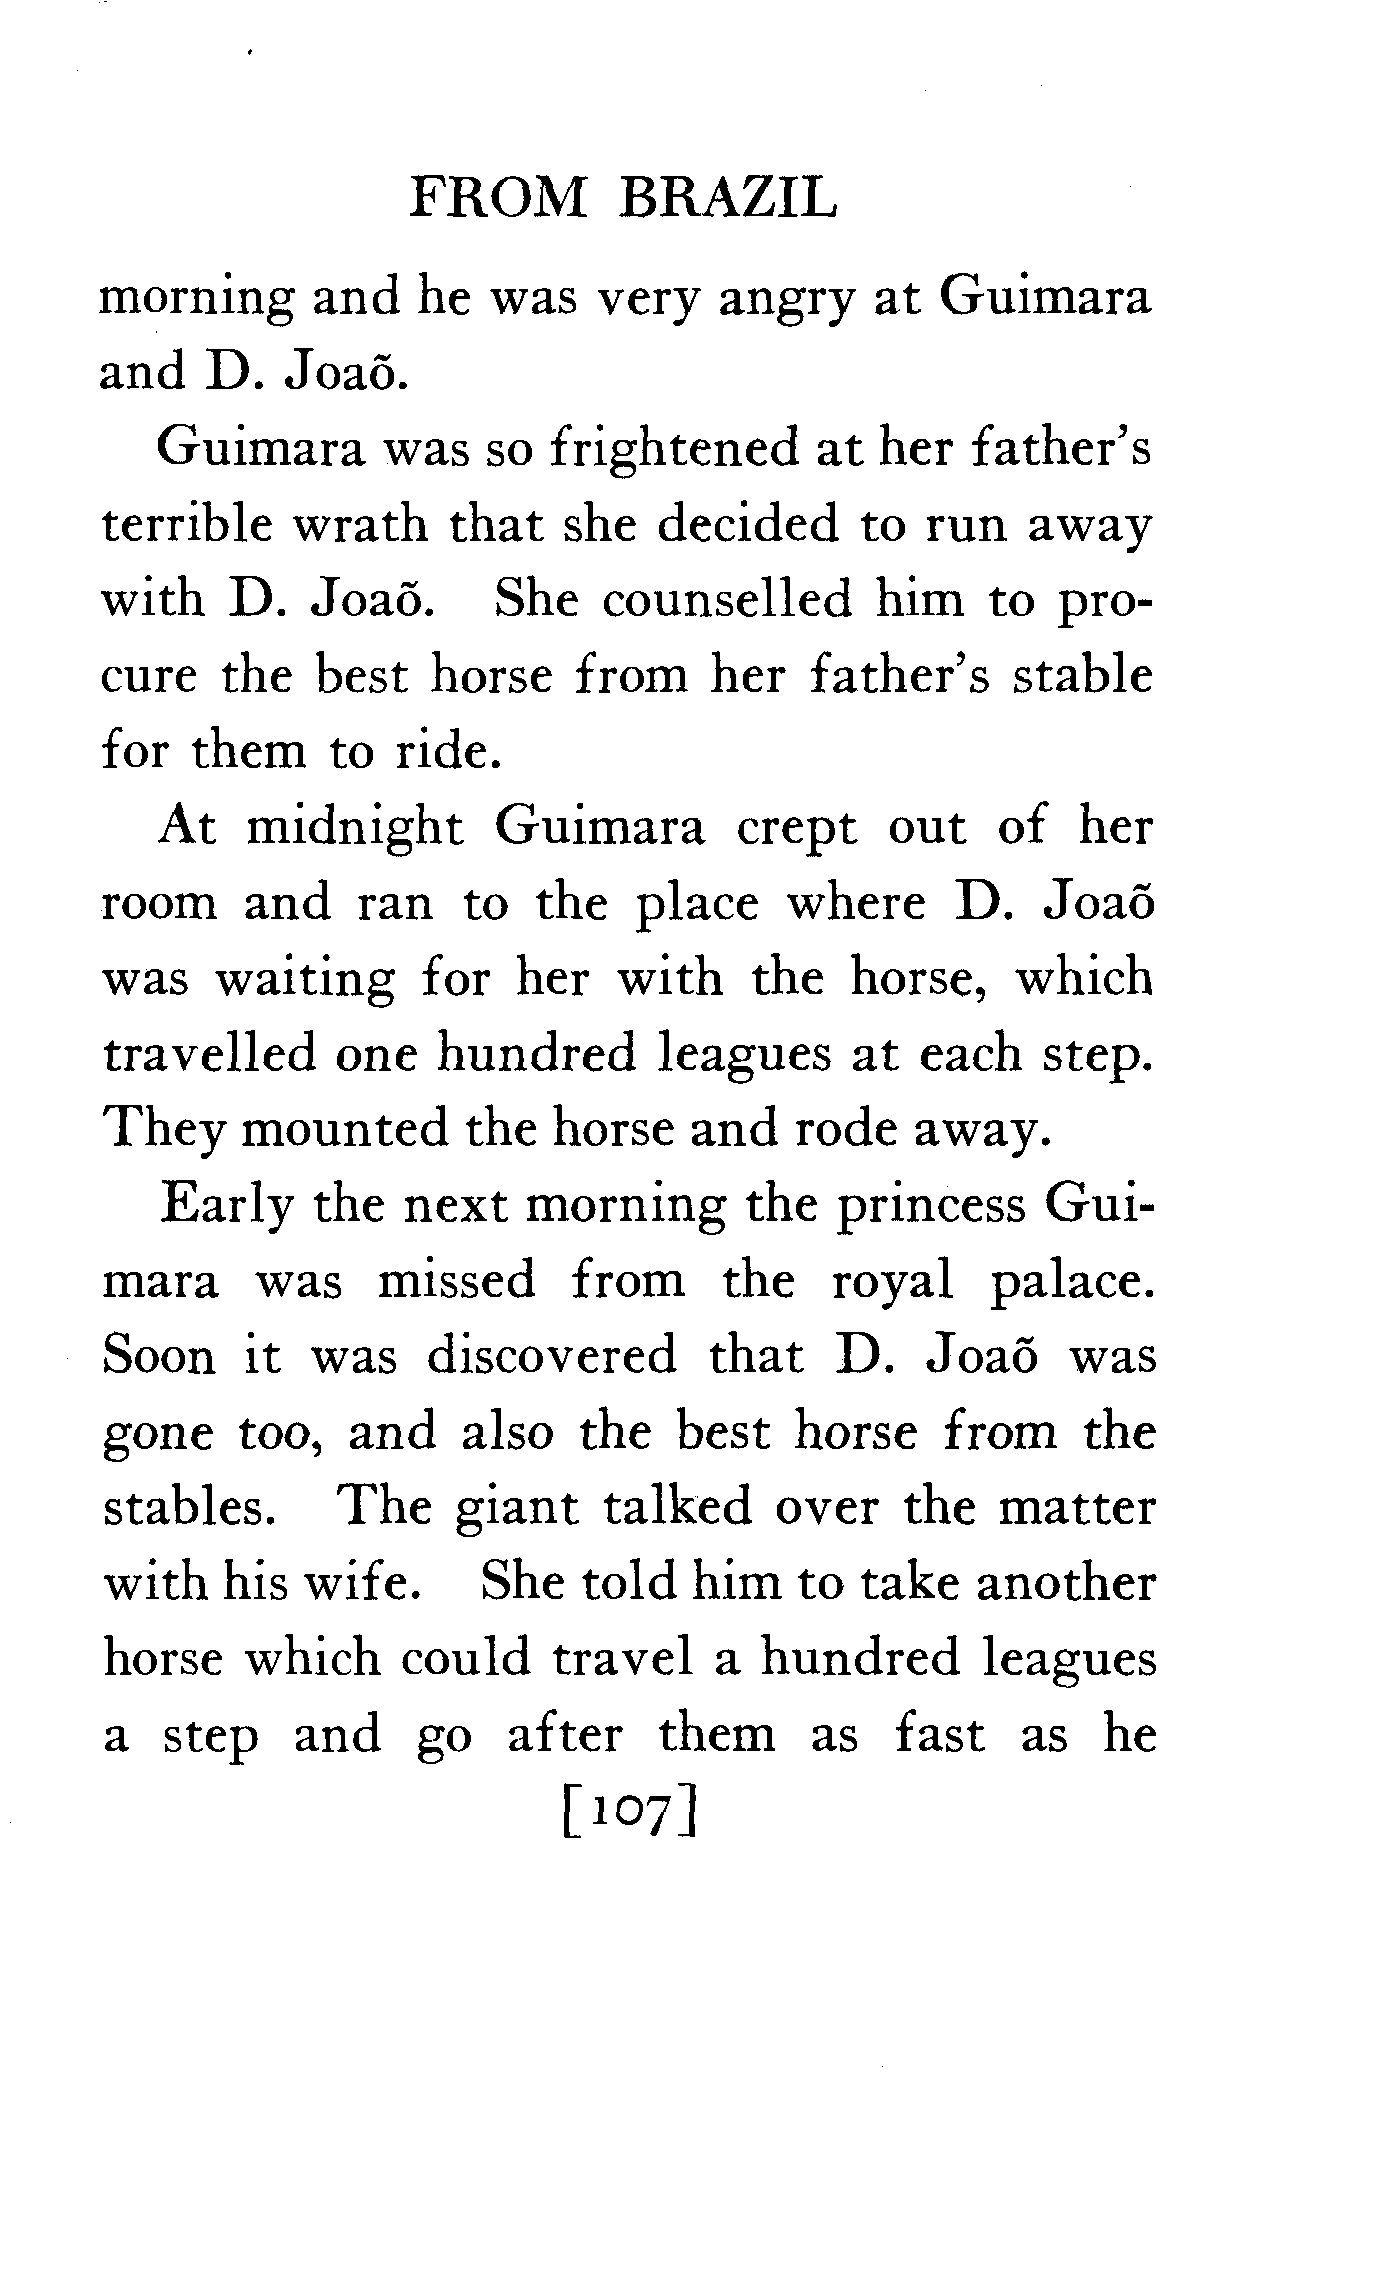 FROM BRAZIL
morning and he was very angry at Guimara
and D. Joaõ.
Guimara was so frightened at her father's
terrible wrath that she decided to run away
with D. Joaõ. She counselled him to pro-
cure the best horse from her father's stable
for them to ride.
At midnight Guimara crept out of her
room and ran to the place where D. Joaõ
was waiting for her with the horse, which
travelled one hundred leagues at each step.
They mounted the horse and rode away.
Early the next morning the princess Gui-
mara was missed from the royal palace.
Soon it was discovered that D. Joaõ was
gone too, and also the best horse from the
stables. The giant talked over the matter
with his wife. She told him to take another
horse which could travel a hundred leagues
a step and go after them as fast as he
[107]